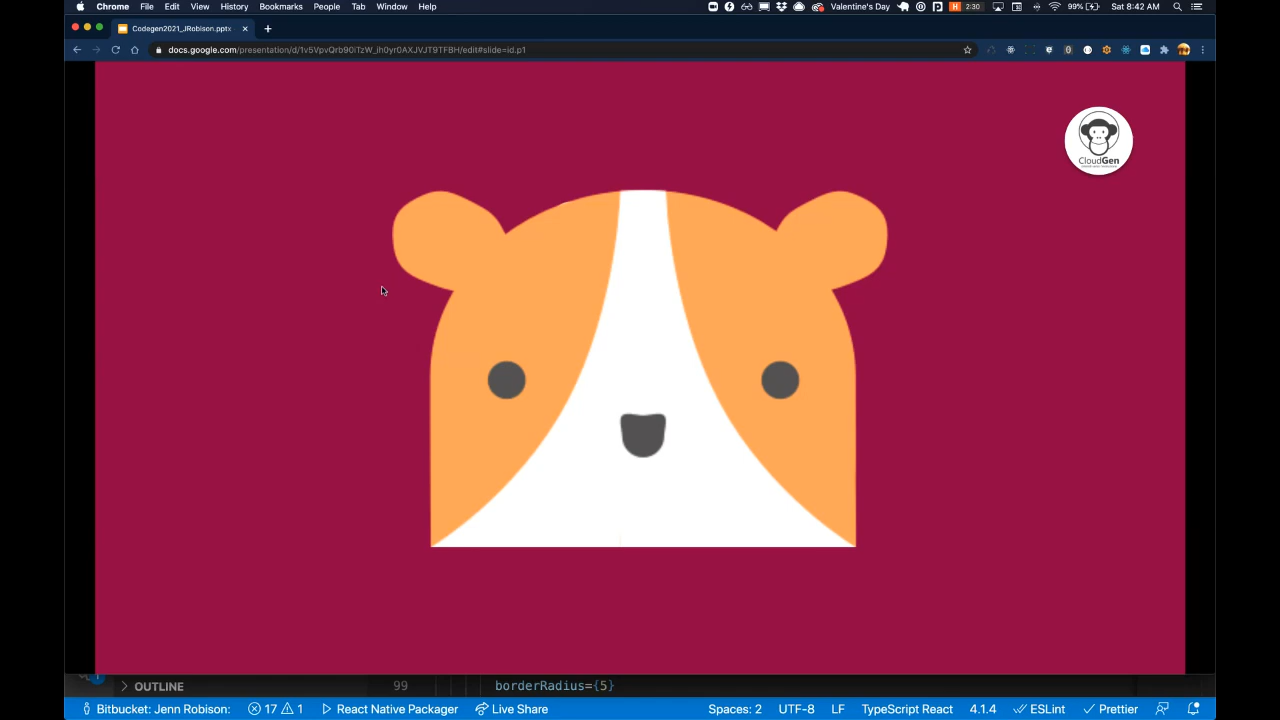 Chrome File Edit View History Bookmarks People Tab Window Help 2:30 Valentine's Day 99% Sat 8:42 AM
Codegen2021_JRobison.pptx
docs.google.com/presentation/d/1v5VpvQrb90iTzW_ih0yr0AXJVJT9TFBH/edit#slide=id.p1
CloudGen
OUTLINE 99 borderRadius={5}
Bitbucket: Jenn Robison: 17 1 React Native Packager Live Share Spaces: 2 UTF-8 LF TypeScript React 4.1.4 ESLint Prettier